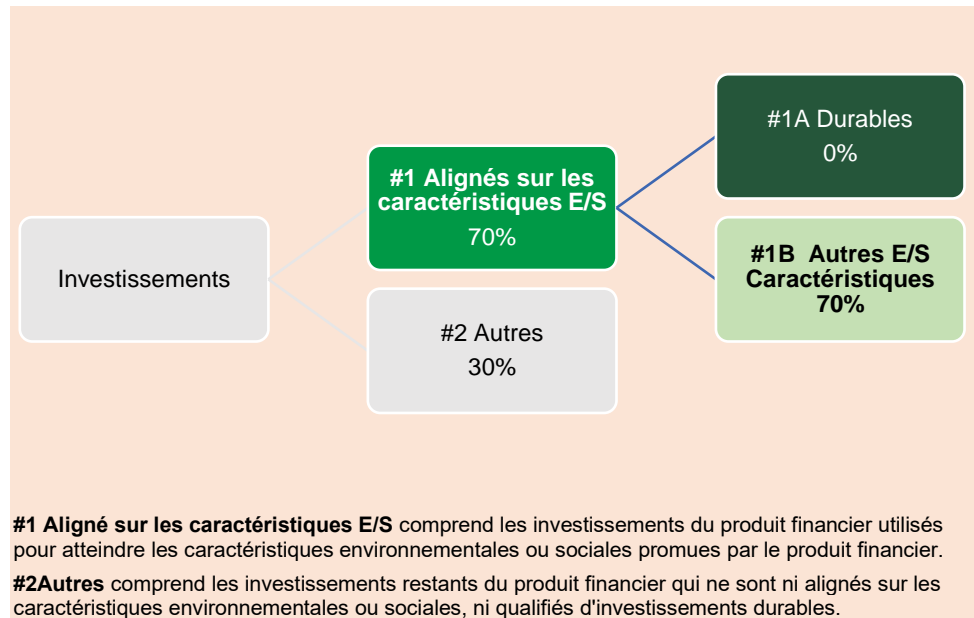 #1A Durables
0%
#1 Alignés sur les
caractéristiques E/S
70%
Investissements
#1B Autres E/S
Caractéristiques
70%
#2 Autres
30%
#1 Aligné sur les caractéristiques E/S comprend les investissements du produit financier utilisés
pour atteindre les caractéristiques environnementales ou sociales promues par le produit financier.
#2Autres comprend les investissements restants du produit financier qui ne sont ni alignés sur les
caractéristiques environnementales ou sociales, ni qualifiés d'investissements durables.